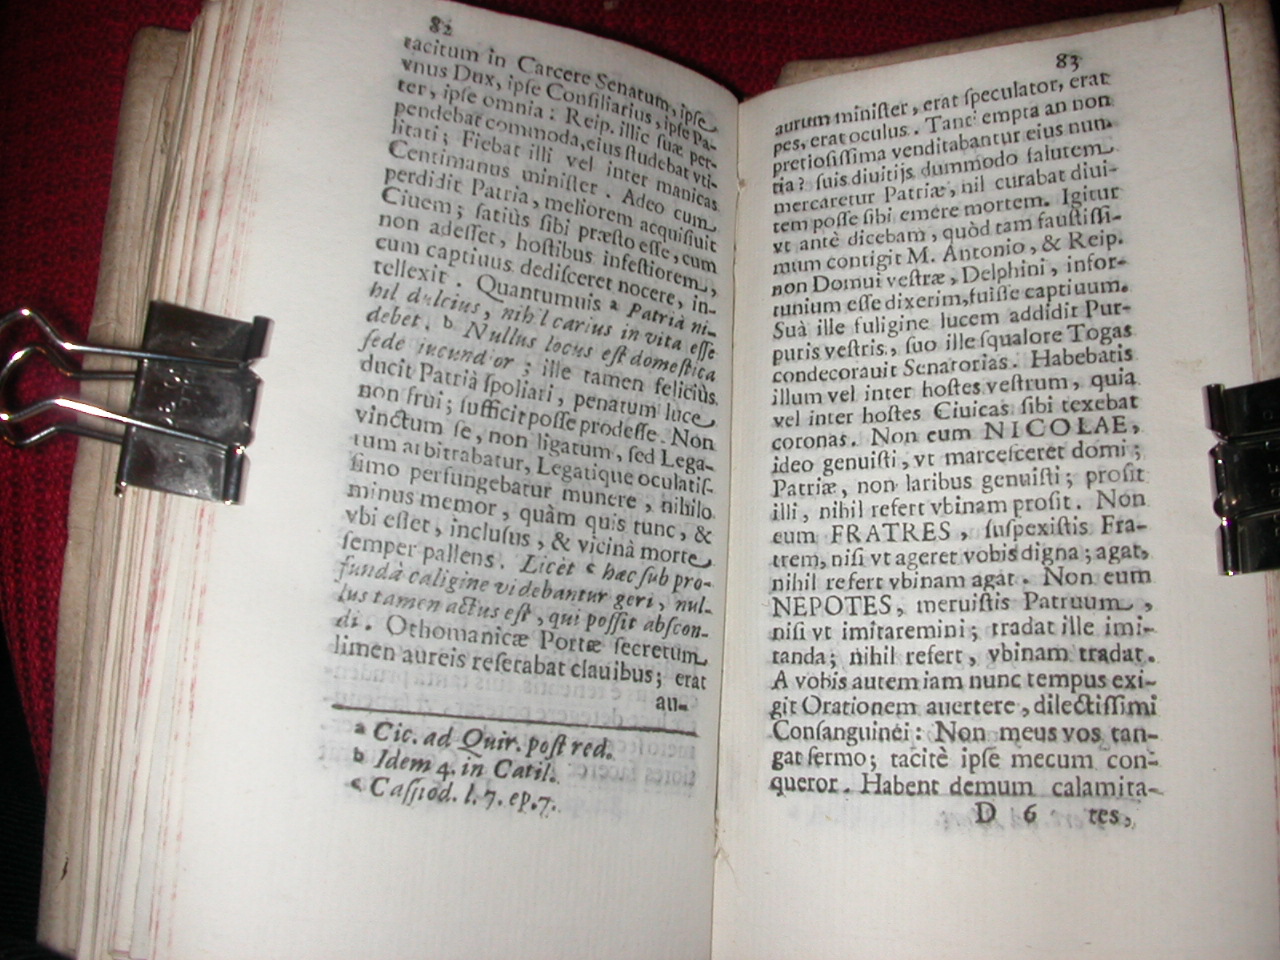 82
tacitum in Carcere Senatum, ipſe
vnus Dux, ipſe Conſiliarius, ipſe Pa-
ter, ipſe omnia: Reip. illic ſuæ per-
pendebat commoda, eius ſtudebat vti-
litati; Fiebat illi vel inter manicas
Centimanus miniſter. Adeo cum
perdidit Patria, meliorem acquiſiuit
Ciuem; ſatiùs ſibi præſto eſſe, cum
non adeſſet, hoſtibus infeſtiorem,
cum captiuus dediſceret nocere, in-
tellexit. Quantumuis a Patrià ni-
hil dulcius, nihil carius in vita eſſe
debet. b Nullus locus eſt domeſtica
ſede iucundior; ille tamen feliciùs
ducit Patrià ſpoliari, penatum luce
non frui; ſufficit poſſe prodeſſe. Non
vinctum ſe, non ligatum, ſed Lega-
tum arbitrabatur, Legatique oculatiſ-
ſimo perfungebatur munere, nihilo
minus memor, quàm quis tunc, &
vbi eſſet, incluſus, & vicinà morte
ſemper pallens. Licèt c hæc ſub pro-
fundà caligine videbantur geri, nul-
lus tamen actus eſt, qui poſſit abſcon-
di. Othomanicæ Portæ ſecretum
limen aureis reſerabat clauibus; erat
au-
a Cic. ad Quir. poſt red.
b Idem 4. in Catil.
c Caſſiod. l. 7. ep. 7.
83
aurum miniſter, erat ſpeculator, erat
pes, erat oculus. Tanti empta an non
pretioſiſſima venditabantur eius nun-
tia? ſuis diuitijs dummodo ſalutem
mercaretur Patriæ, nil curabat diui-
tem poſſe ſibi emere mortem. Igitur
vt antè dicebam, quòd tam fauſtiſſi-
mum contigit M. Antonio, & Reip.
non Domui veſtræ, Delphini, infor-
tunium eſſe dixerim, fuiſſe captiuum.
Suà ille fuligine lucem addidit Pur-
puris veſtris, ſuo ille ſqualore Togas
condecorauit Senatorias. Habebatis
illum vel inter hoſtes veſtrum, quia
vel inter hoſtes Ciuicas ſibi texebat
coronas. Non eum NICOLAE,
ideo genuiſti, vt marceſceret domi;
Patriæ, non laribus genuiſti; proſit
illi, nihil refert vbinam proſit. Non
eum FRATRES, ſuſpexiſtis Fra-
trem, niſi vt ageret vobis digna; agat,
nihil refert vbinam agat. Non eum
NEPOTES, meruiſtis Patruum,
niſi vt imitaremini; tradat ille imi-
tanda; nihil refert, vbinam tradat.
A vobis autem iam nunc tempus exi-
git Orationem auertere, dilectiſſimi
Conſanguinei: Non meus vos tan-
gat ſermo; tacitè ipſe mecum con-
queror. Habent demum calamita-
D 6 tes,